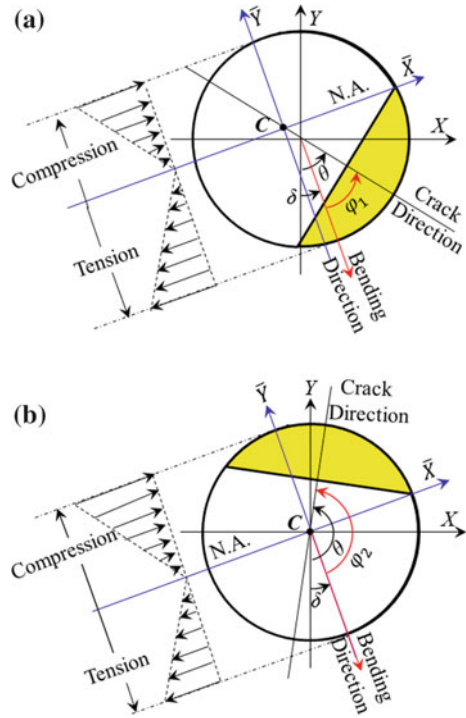 (a)
Ȳ
Y
X̄
N.A.
C
X
θ
δ
φ₁
Compression
Tension
Crack
Direction
Bending
Direction
(b)
Ȳ
Y
Crack
Direction
X̄
C
X
N.A.
θ
φ₂
δ
Compression
Tension
Bending
Direction